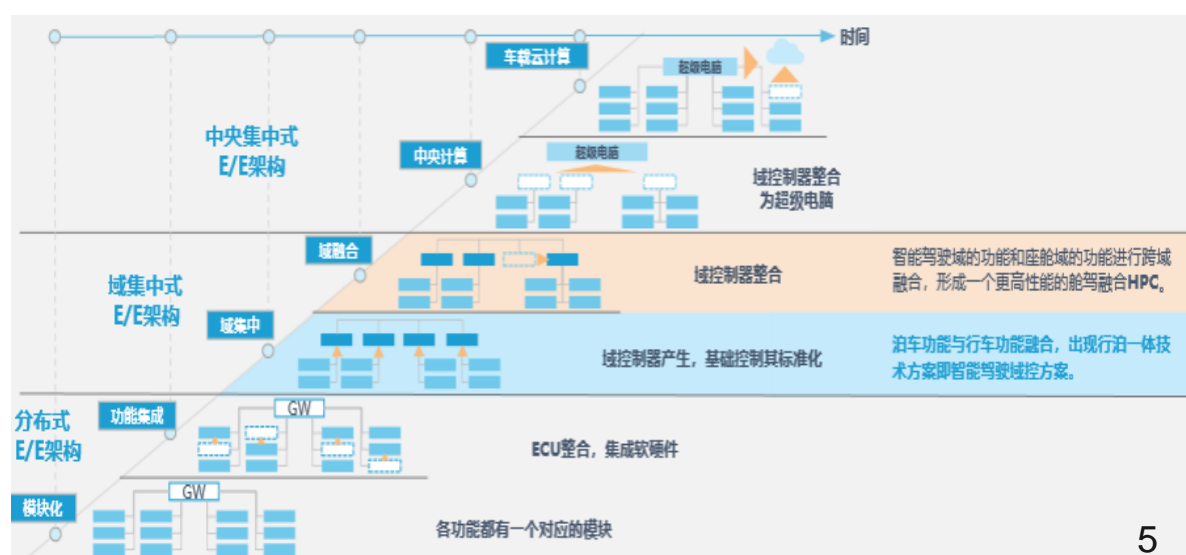 时间
车载云计算
超级电脑
中央集中式
E/E架构
中央计算
超级电脑
域控制器整合
为超级电脑
域融合
域集中式
E/E架构
域控制器整合
智能驾驶域的功能和座舱域的功能进行跨域
融合，形成一个更高性能的舱驾融合HPC。
域集中
域控制器产生，基础控制其标准化
泊车功能与行车功能融合，出现行泊一体技
术方案即智能驾驶域控方案。
功能集成
GW
分布式
E/E架构
ECU整合，集成软硬件
模块化
GW
各功能都有一个对应的模块
5